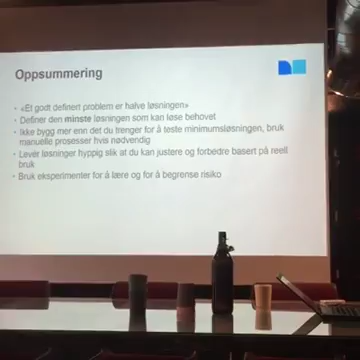 Oppsummering
• «Et godt definert problem er halve løsningen»
• Definer den minste løsningen som kan løse behovet
• Ikke bygg mer enn det du trenger for å teste minimumsløsningen, bruk
manuelle prosesser hvis nødvendig
• Lever løsninger hyppig slik at du kan justere og forbedre basert på reell
bruk
• Bruk eksperimenter for å lære og for å begrense risiko